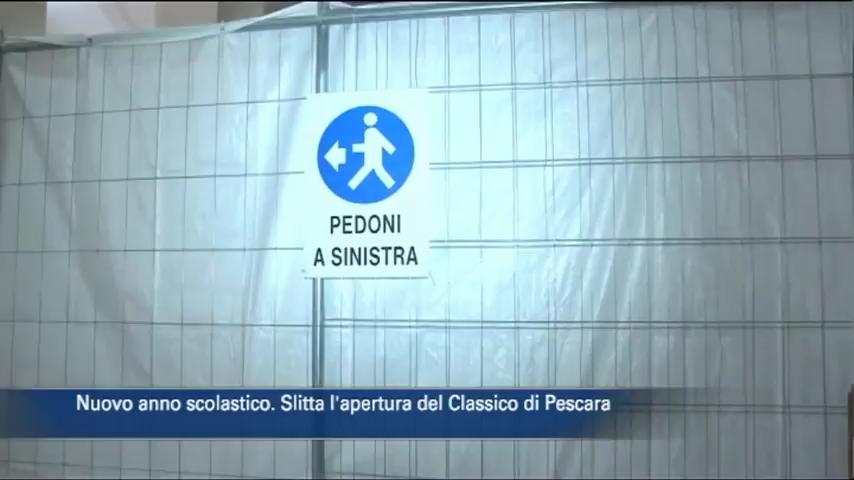 PEDONI
A SINISTRA
Nuovo anno scolastico. Slitta l'apertura del Classico di Pescara